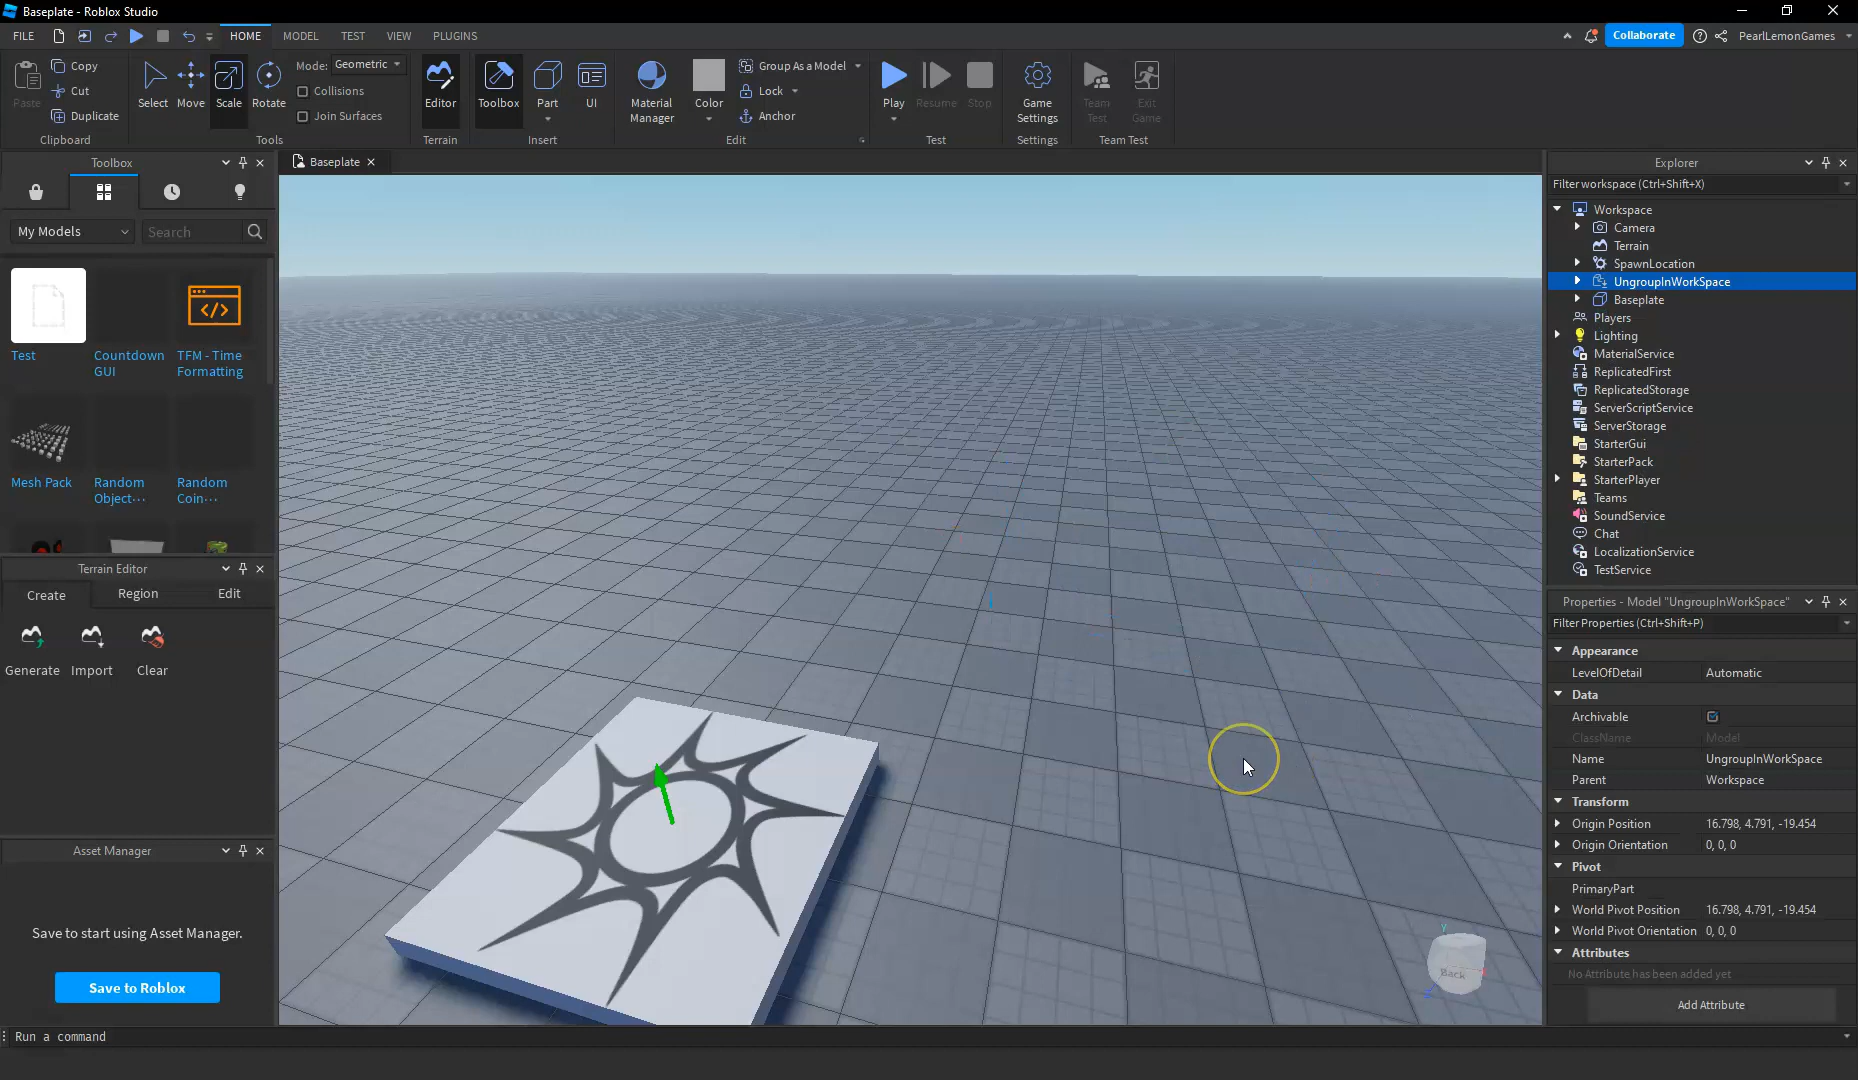 Baseplate - Roblox Studio
FILE
HOME
MODEL
TEST
VIEW
PLUGINS
Collaborate
PearlLemonGames
Paste
Copy
Cut
Duplicate
Clipboard
Select
Move
Scale
Rotate
Mode:
Geometric
Collisions
Join Surfaces
Tools
Editor
Terrain
Toolbox
Part
UI
Insert
Material
Manager
Color
Group As a Model
Lock
Anchor
Edit
Play
Resume
Stop
Test
Game
Settings
Settings
Team
Test
Exit
Game
Team Test
Toolbox
My Models
Search
Test
Countdown
GUI
TFM - Time
Formatting
Mesh Pack
Random
Object···
Random
Coin···
Terrain Editor
Create
Region
Edit
Generate
Import
Clear
Asset Manager
Save to start using Asset Manager.
Save to Roblox
Run a command
Baseplate
Back
Y
Explorer
Filter workspace (Ctrl+Shift+X)
Workspace
Camera
Terrain
SpawnLocation
UngroupInWorkSpace
Baseplate
Players
Lighting
MaterialService
ReplicatedFirst
ReplicatedStorage
ServerScriptService
ServerStorage
StarterGui
StarterPack
StarterPlayer
Teams
SoundService
Chat
LocalizationService
TestService
Properties - Model "UngroupInWorkSpace"
Filter Properties (Ctrl+Shift+P)
Appearance
LevelOfDetail Automatic
Data
Archivable
ClassName Model
Name UngroupInWorkSpace
Parent Workspace
Transform
Origin Position 16.798, 4.791, -19.454
Origin Orientation 0, 0, 0
Pivot
PrimaryPart
World Pivot Position 16.798, 4.791, -19.454
World Pivot Orientation 0, 0, 0
Attributes
No Attribute has been added yet
Add Attribute